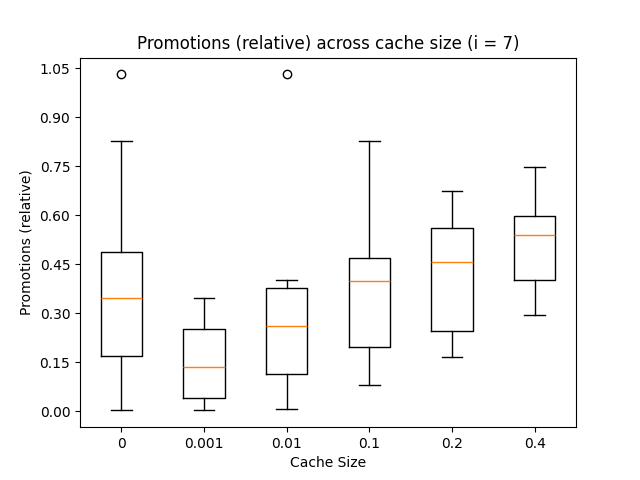 Promotions (relative) across cache size (i = 7)
Promotions (relative)
1.05
0.90
0.75
0.60
0.45
0.30
0.15
0.00
0 0.001 0.01 0.1 0.2 0.4
Cache Size